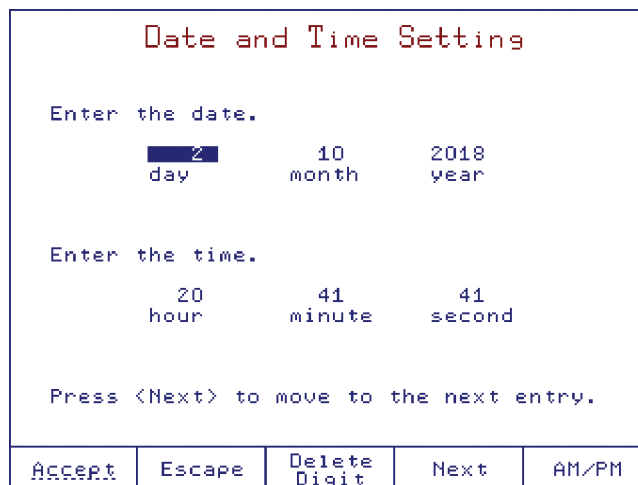 Date and Time Setting
Enter the date.
2 10 2018
day month year
Enter the time.
20 41 41
hour minute second
Press <Next> to move to the next entry.
Accept Escape Delete Digit Next AM/PM